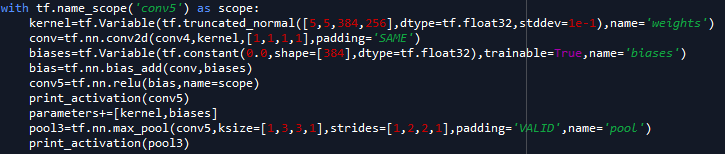 with tf.name_scope('conv5') as scope:
    kernel=tf.Variable(tf.truncated_normal([5,5,384,256],dtype=tf.float32,stddev=1e-1),name='weights')
    conv=tf.nn.conv2d(conv4,kernel,[1,1,1,1],padding='SAME')
    biases=tf.Variable(tf.constant(0.0,shape=[384],dtype=tf.float32),trainable=True,name='biases')
    bias=tf.nn.bias_add(conv,biases)
    conv5=tf.nn.relu(bias,name=scope)
    print_activation(conv5)
    parameters+=[kernel,biases]
    pool3=tf.nn.max_pool(conv5,ksize=[1,3,3,1],strides=[1,2,2,1],padding='VALID',name='pool')
    print_activation(pool3)